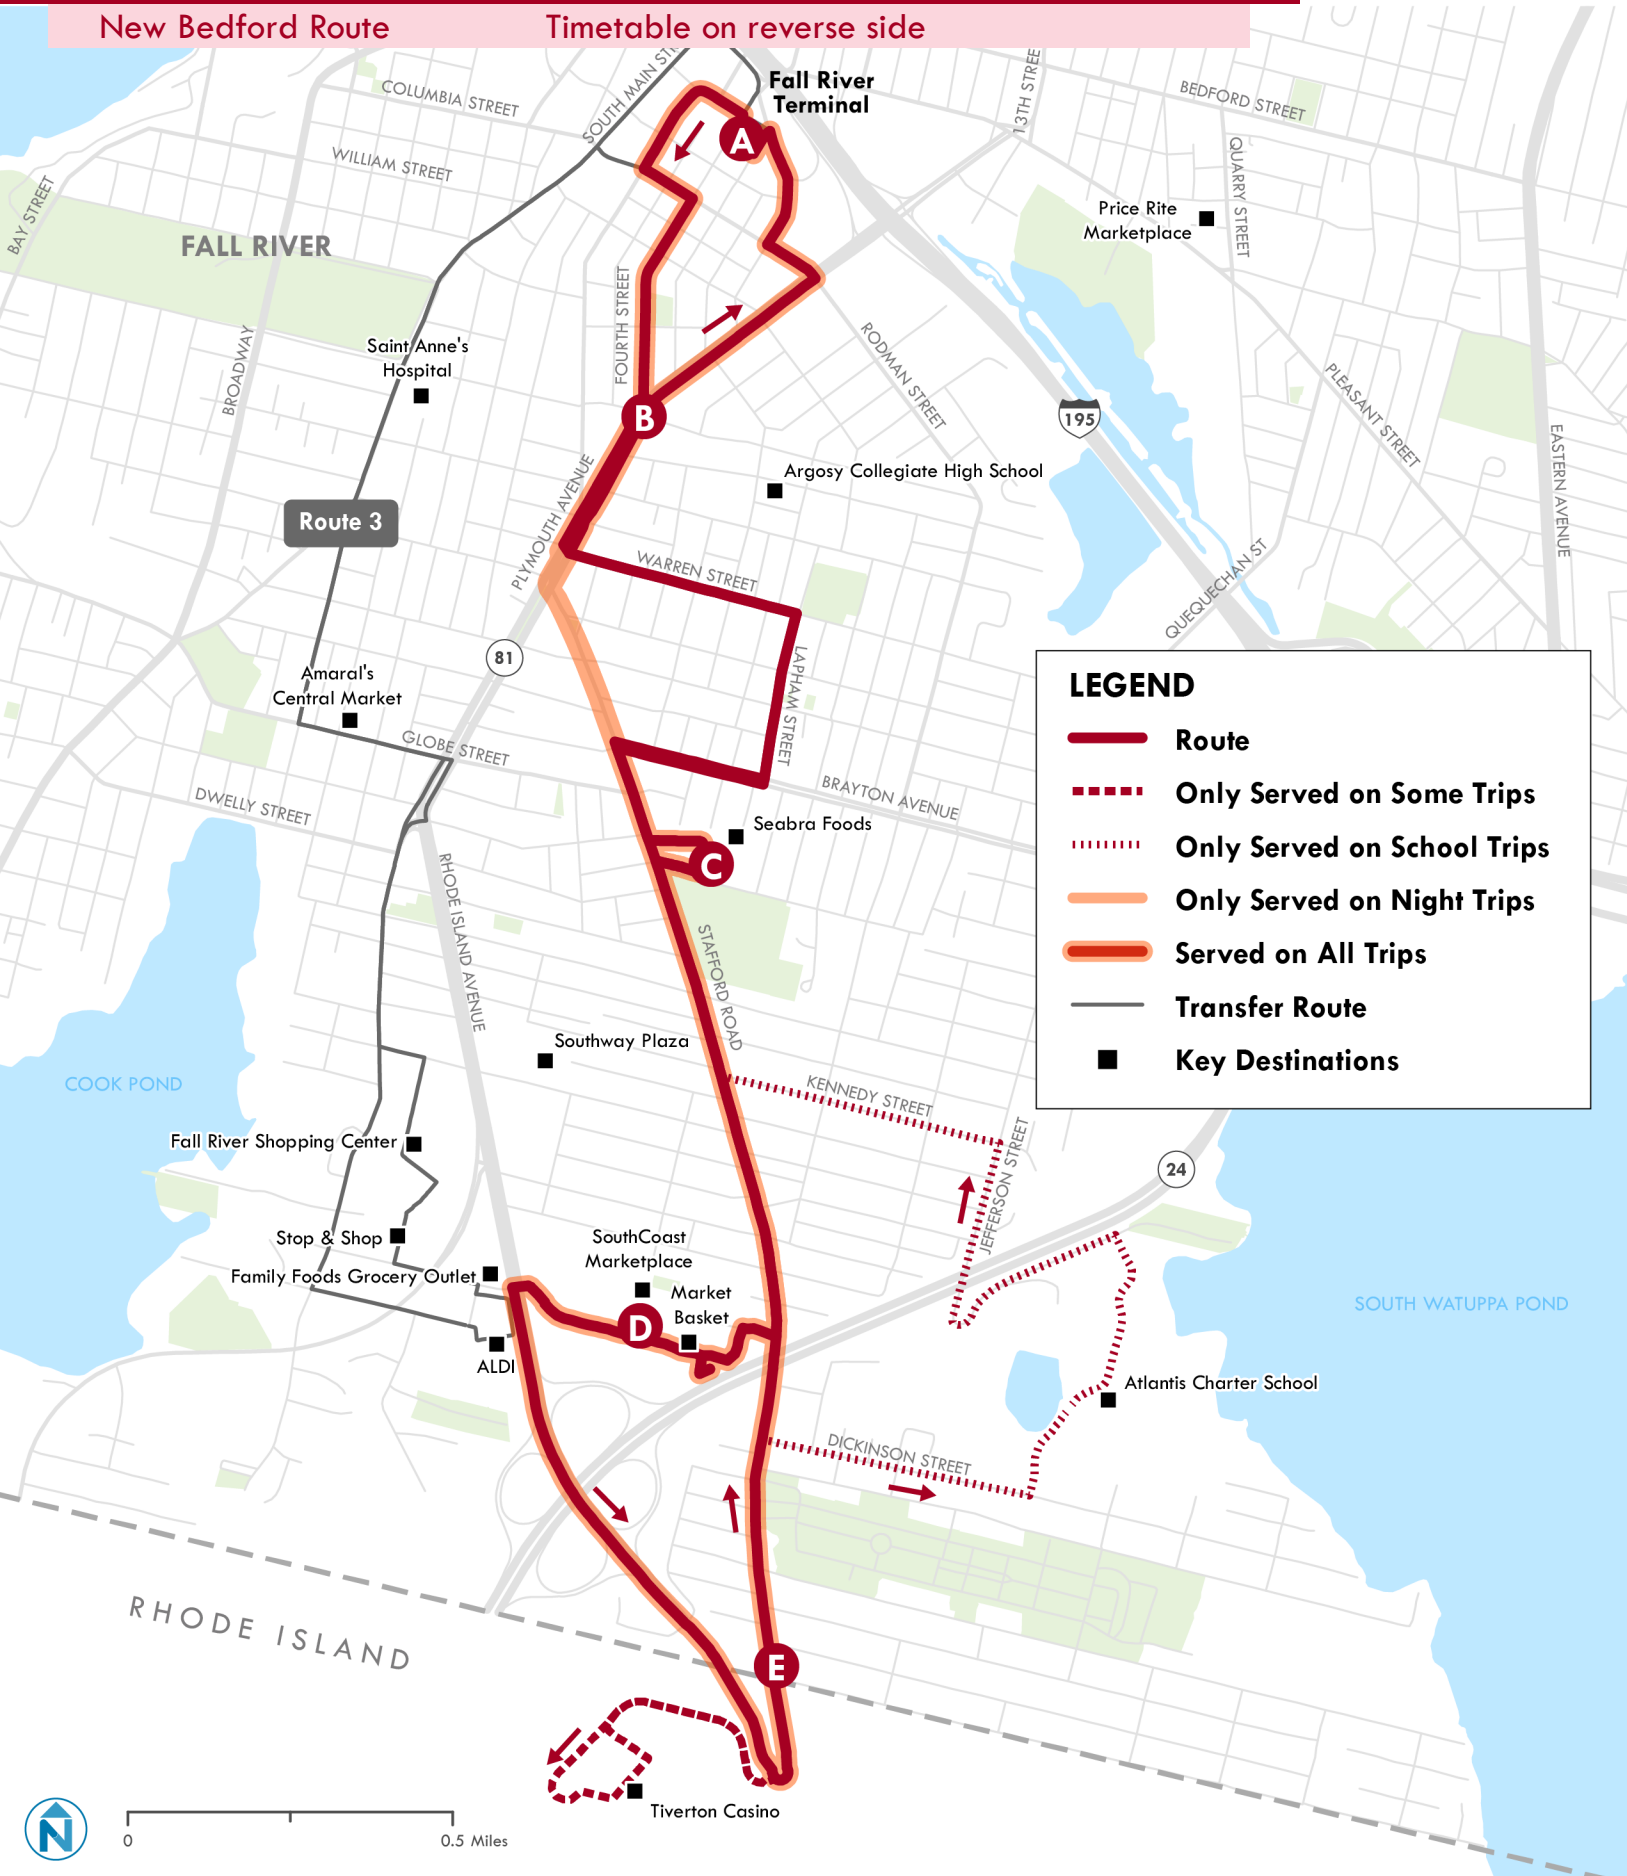 New Bedford Route
Timetable on reverse side
SOUTH MAIN ST
COLUMBIA STREET
WILLIAM STREET
BAY STREET
FALL RIVER
BROADWAY
Fall River
Terminal
A
13TH STREE
BEDFORD STREET
QUARRY STREET
Price Rite
Marketplace
FOURTH STREET
Saint Anne's
Hospital
RODMAN STREET
195
PLEASANT STREET
EASTERN AVENUE
B
Argosy Collegiate High School
PLYMOUTH AVENUE
Route 3
WARREN STREET
QUEQUECHAN ST
81
LAPHAM STREET
Amaral's
Central Market
GLOBE STREET
DWELLY STREET
BRAYTON AVENUE
Seabra Foods
C
RHODE ISLAND AVENUE
STAFFORD ROAD
LEGEND
Route
Only Served on Some Trips
Only Served on School Trips
Only Served on Night Trips
Served on All Trips
Transfer Route
Key Destinations
Southway Plaza
COOK POND
KENNEDY STREET
JEFFERSON STREET
Fall River Shopping Center
24
Stop & Shop
Family Foods Grocery Outlet
SouthCoast
Marketplace
Market
Basket
D
ALDI
SOUTH WATUPPA POND
Atlantis Charter School
DICKINSON STREET
RHODE ISLAND
E
Tiverton Casino
N
0
0.5 Miles